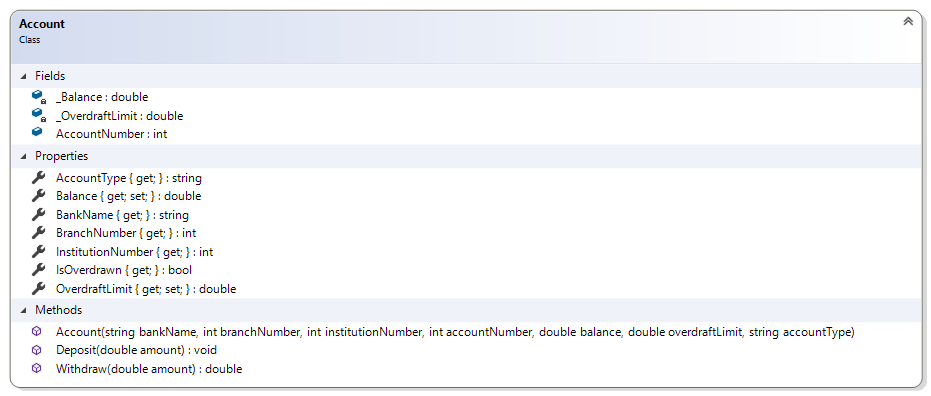 Account
Class
Fields
_Balance : double
_OverdraftLimit : double
AccountNumber : int
Properties
AccountType { get; } : string
Balance { get; set; } : double
BankName { get; } : string
BranchNumber { get; } : int
InstitutionNumber { get; } : int
IsOverdrawn { get; } : bool
OverdraftLimit { get; set; } : double
Methods
Account(string bankName, int branchNumber, int institutionNumber, int accountNumber, double balance, double overdraftLimit, string accountType)
Deposit(double amount) : void
Withdraw(double amount) : double